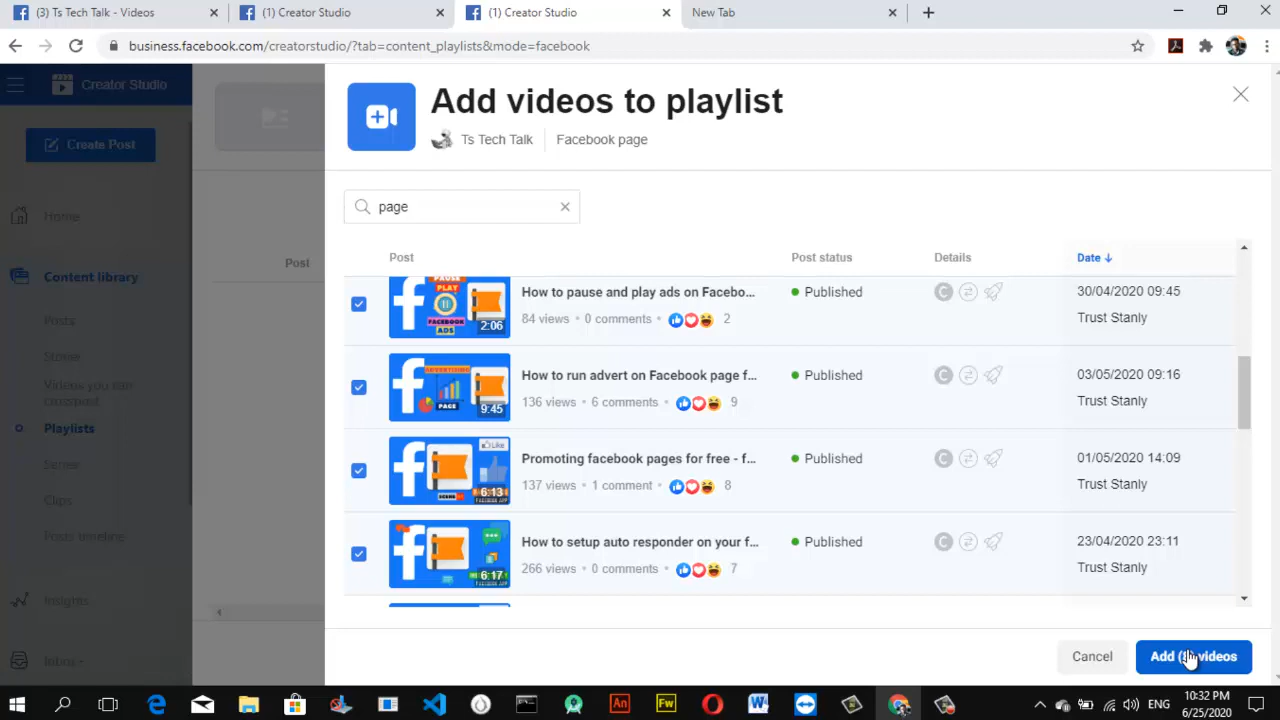 (3) Ts Tech Talk - Videos
(1) Creator Studio
(1) Creator Studio
New Tab
business.facebook.com/creatorstudio/?tab=content_playlists&mode=facebook
Creator Studio
Create Post
Home
Content library
Posts
Stories
Videos you can
crosspost
Playlists
Series
Clips
Posts timeline
Insights
Inbox
Post
Add videos to playlist
Ts Tech Talk
Facebook page
page
Post
Post status
Details
Date ↓
PAUSE
PLAY
FACEBOOK
ADS
2:06
How to pause and play ads on Facebo...
84 views • 0 comments • 2
Published
30/04/2020 09:45
Trust Stanly
PAGE
9:45
How to run advert on Facebook page f...
136 views • 6 comments • 9
Published
03/05/2020 09:16
Trust Stanly
Like
6:13
Promoting facebook pages for free - f...
137 views • 1 comment • 8
Published
01/05/2020 14:09
Trust Stanly
6:17
How to setup auto responder on your f...
266 views • 0 comments • 7
Published
23/04/2020 23:11
Trust Stanly
Cancel
Add videos
An
Fw
ENG
10:32 PM
6/25/2020